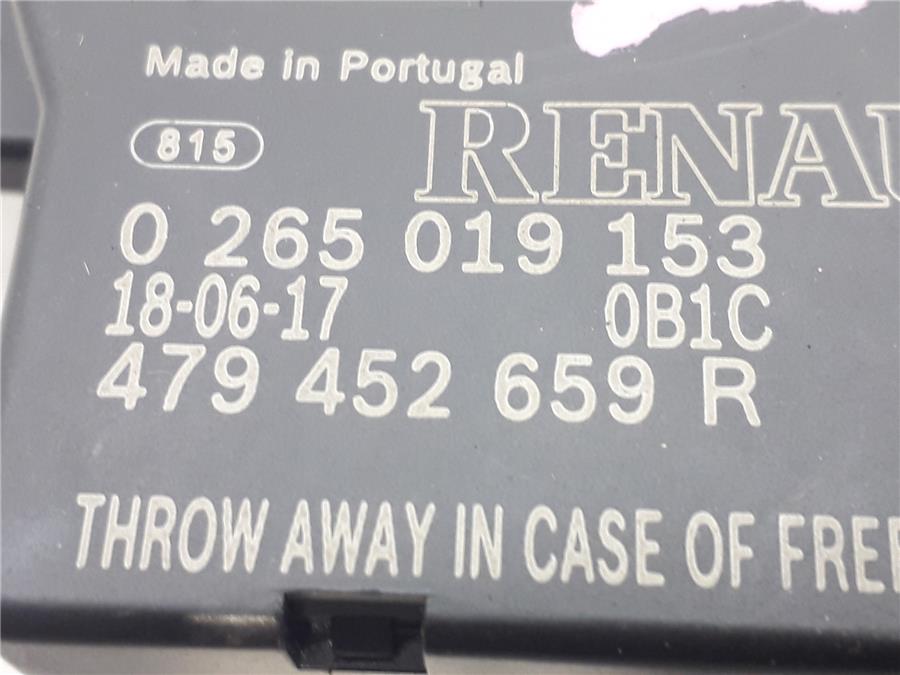 Made in Portugal
815 RENAU
0 265 019 153
18-06-17 0B1C
479 452 659 R
THROW AWAY IN CASE OF FREE